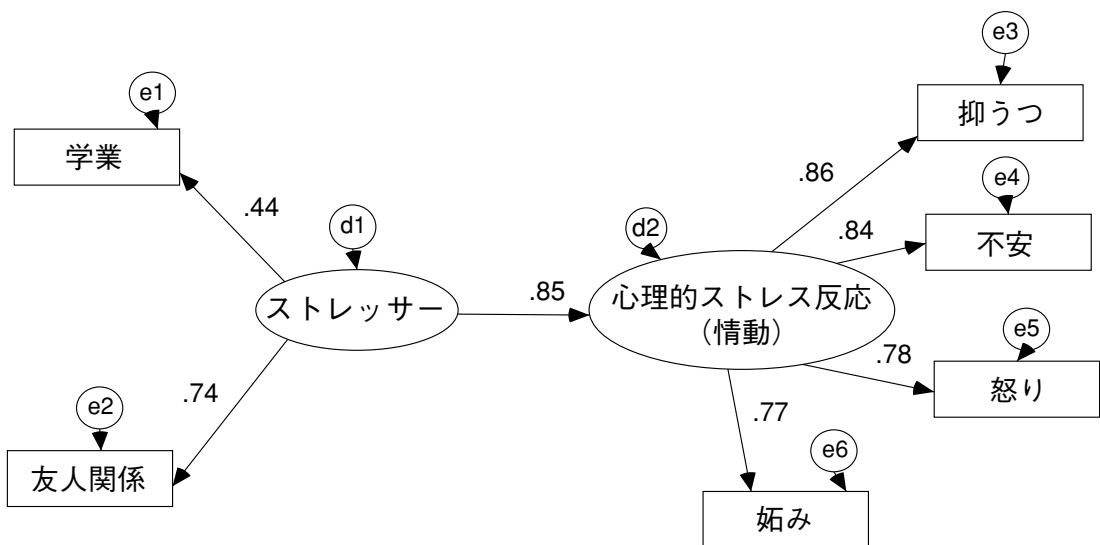 e3
抑うつ
e1
学業
.86
e4
.44
d1
d2
.84
不安
ストレッサー
.85
心理的ストレス反応
（情動）
e5
.78
怒り
.74
e2
.77
友人関係
e6
妬み